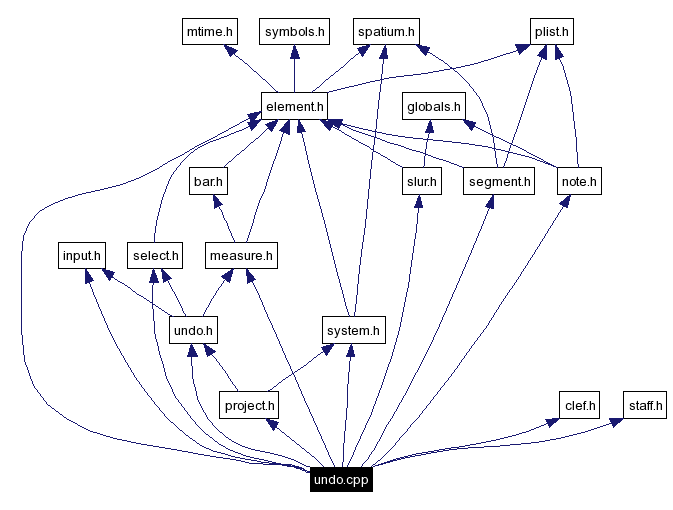 mtime.h
symbols.h
spatium.h
plist.h
element.h
globals.h
bar.h
slur.h
segment.h
note.h
input.h
select.h
measure.h
undo.h
system.h
project.h
clef.h
staff.h
undo.cpp